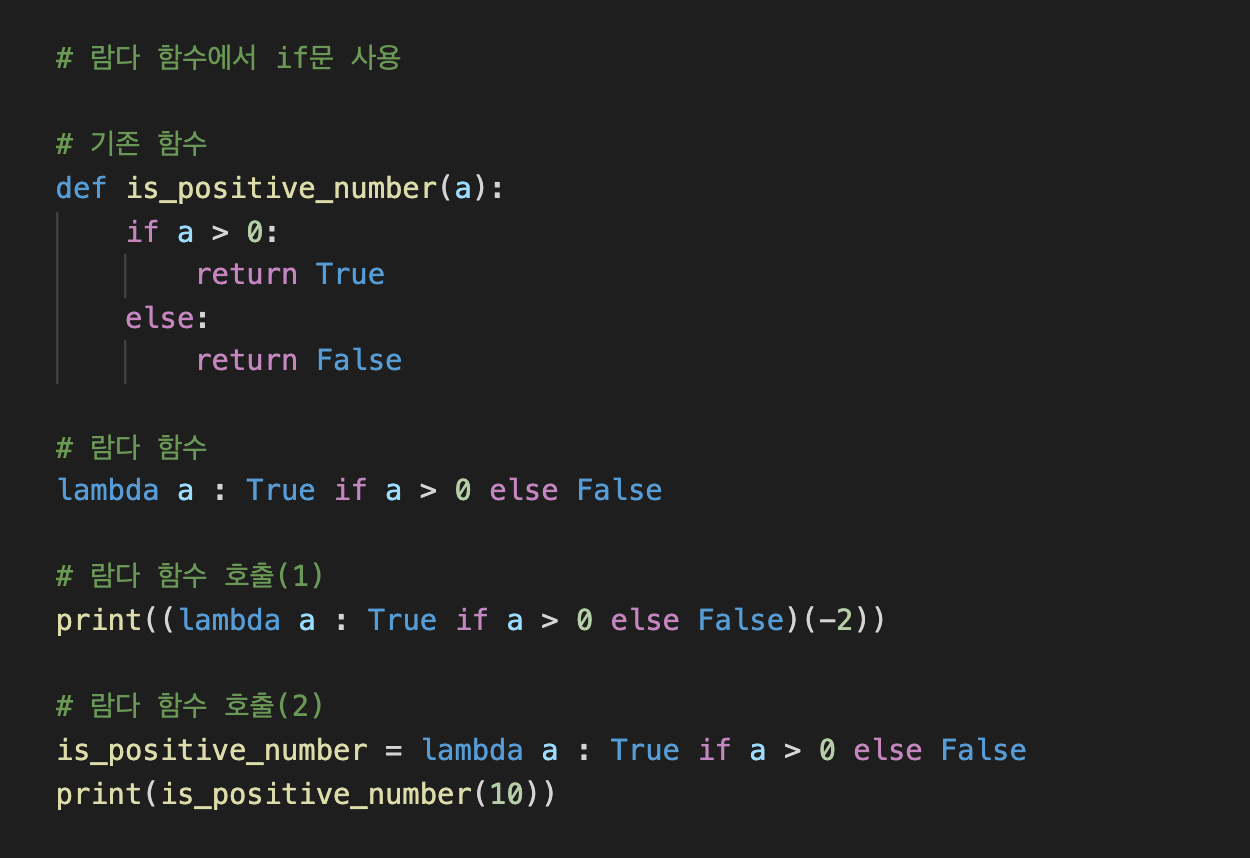 # 람다 함수에서 if문 사용
# 기존 함수
def is_positive_number(a):
    if a > 0:
        return True
    else:
        return False
# 람다 함수
lambda a : True if a > 0 else False
# 람다 함수 호출(1)
print((lambda a : True if a > 0 else False)(-2))
# 람다 함수 호출(2)
is_positive_number = lambda a : True if a > 0 else False
print(is_positive_number(10))